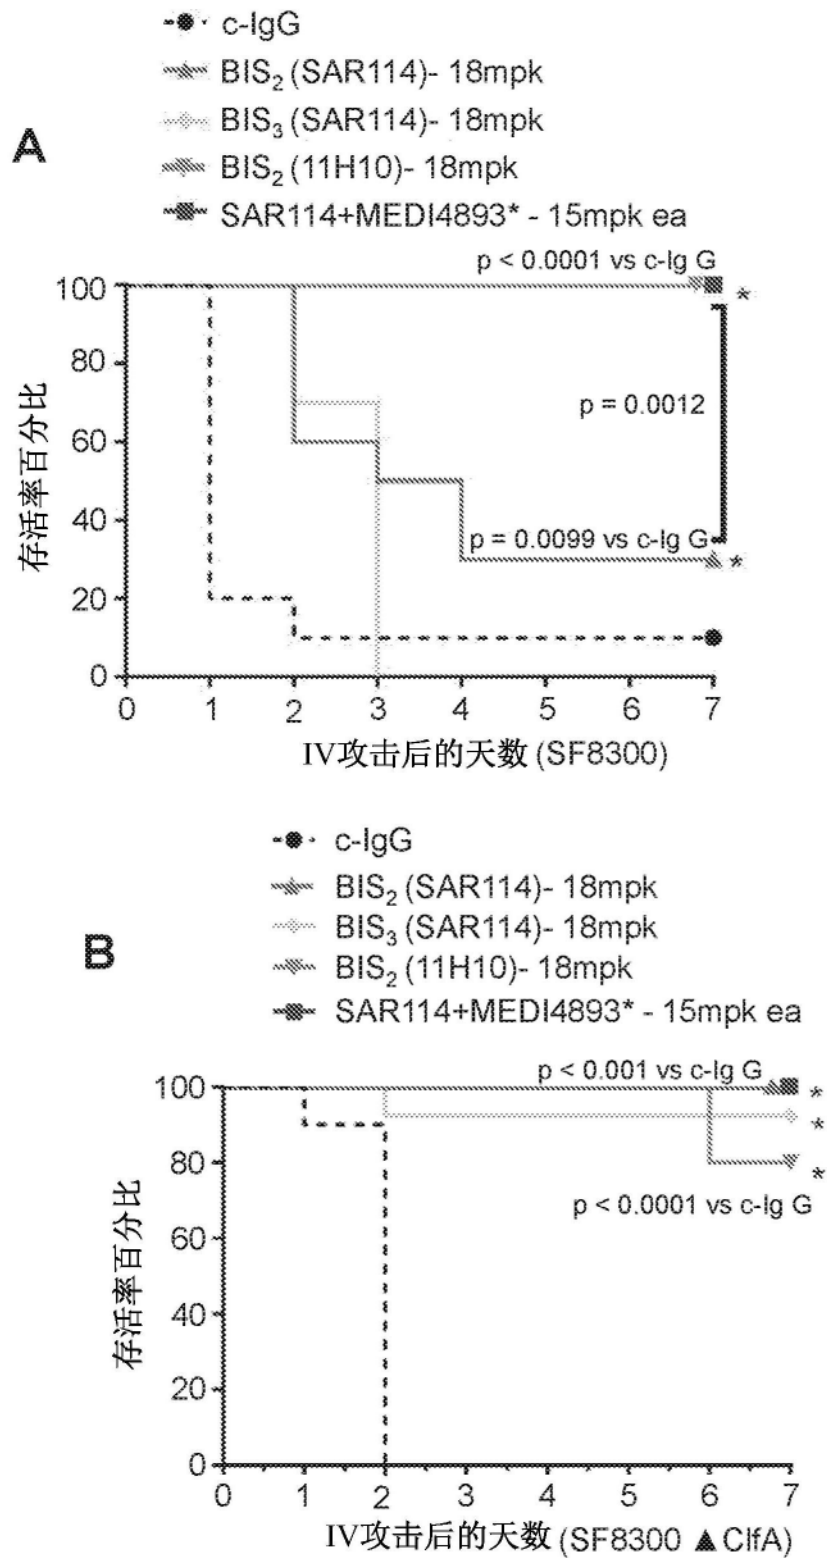 c-IgG
BIS₂ (SAR114)- 18mpk
BIS₃ (SAR114)- 18mpk
BIS₂ (11H10)- 18mpk
SAR114+MEDI4893* - 15mpk ea
A
p < 0.0001 vs c-Ig G
*
p = 0.0012
p = 0.0099 vs c-Ig G
*
存活率百分比
100
80
60
40
20
0
0 1 2 3 4 5 6 7
IV攻击后的天数 (SF8300)
c-IgG
BIS₂ (SAR114)- 18mpk
BIS₃ (SAR114)- 18mpk
BIS₂ (11H10)- 18mpk
SAR114+MEDI4893* - 15mpk ea
B
p < 0.001 vs c-Ig G
*
*
*
p < 0.0001 vs c-Ig G
存活率百分比
100
80
60
40
20
0
0 1 2 3 4 5 6 7
IV攻击后的天数 (SF8300 ▲ ClfA)